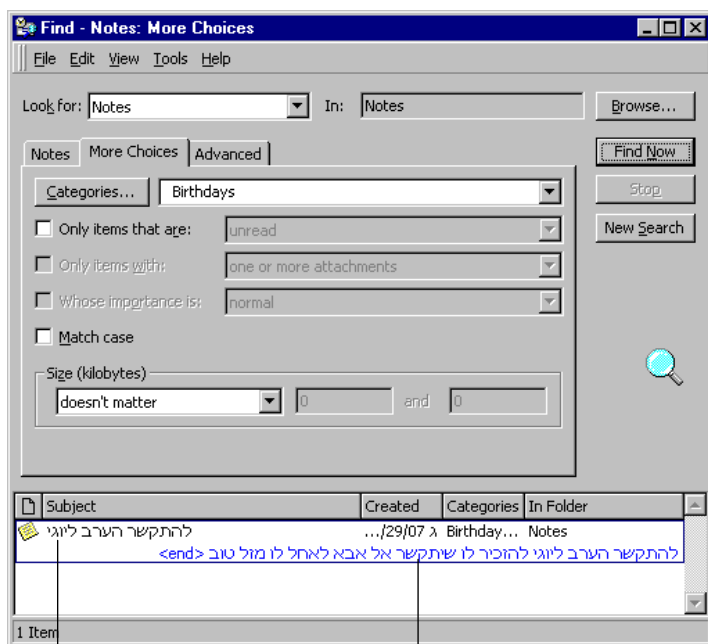 Find - Notes: More Choices
File Edit View Tools Help
Look for: Notes In: Notes Browse...
Notes More Choices Advanced Find Now
Categories... Birthdays Stop
Only items that are: unread New Search
Only items with: one or more attachments
Whose importance is: normal
Match case
Size (kilobytes)
doesn't matter 0 and 0
Subject Created Categories In Folder
להתקשר הערב ליוגי ג 29/07/... Birthday... Notes
להתקשר הערב ליוגי להזכיר לו שיתקשר אל אבא לאחל לו מזל טוב <end>
1 Item